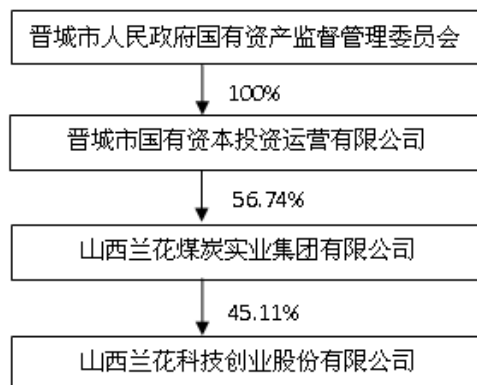 晋城市人民政府国有资产监督管理委员会
100%
晋城市国有资本投资运营有限公司
56.74%
山西兰花煤炭实业集团有限公司
45.11%
山西兰花科技创业股份有限公司